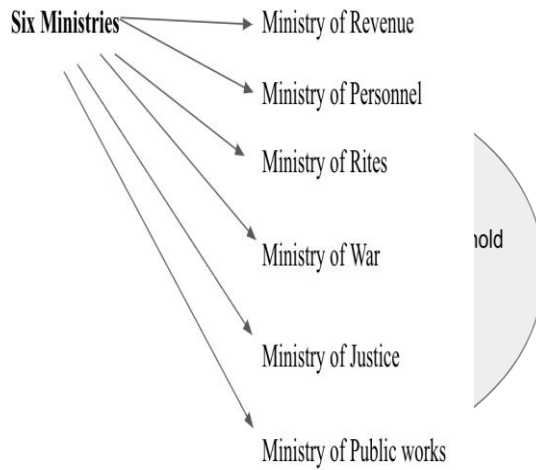 Six Ministries
Ministry of Revenue
Ministry of Personnel
Ministry of Rites
Ministry of War
Ministry of Justice
Ministry of Public works